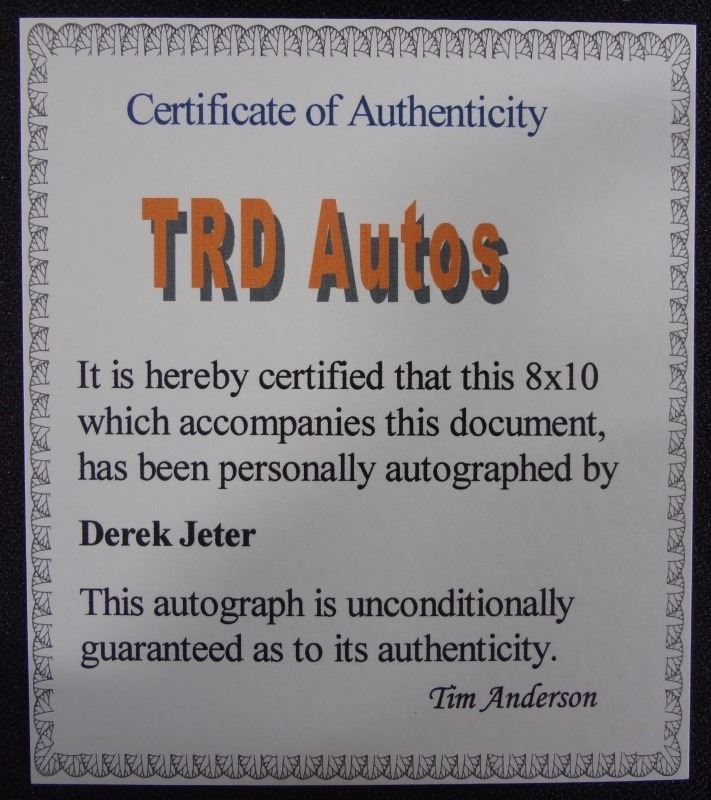 Certificate of Authenticity
TRD Autos
It is hereby certified that this 8x10
which accompanies this document,
has been personally autographed by
Derek Jeter
This autograph is unconditionally
guaranteed as to its authenticity.
Tim Anderson